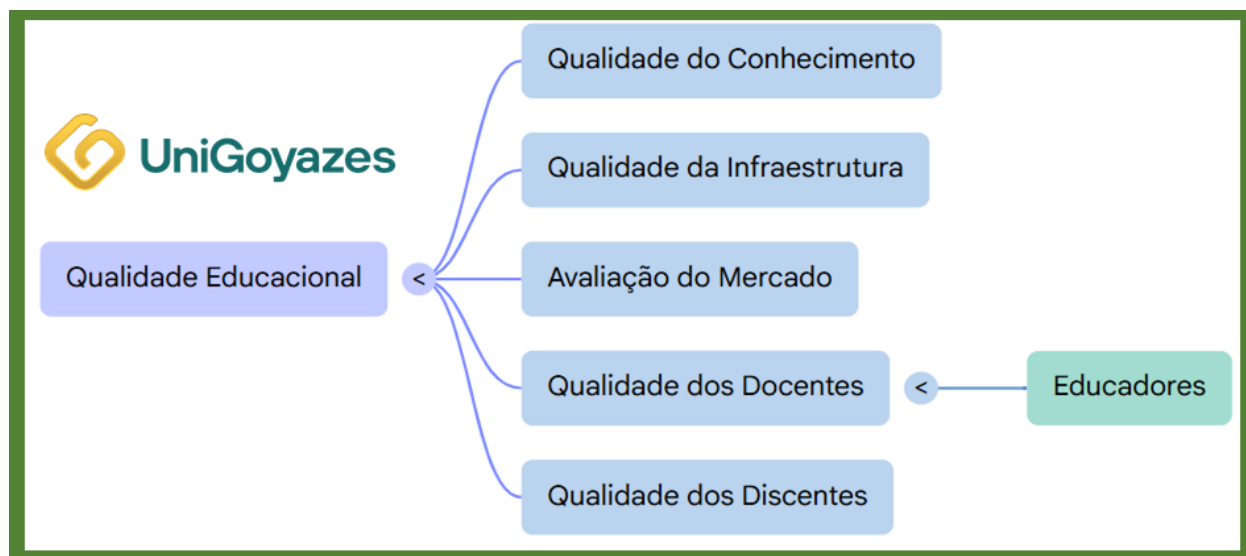 UniGoyazes
Qualidade Educacional
<
Qualidade do Conhecimento
Qualidade da Infraestrutura
Avaliação do Mercado
Qualidade dos Docentes
<
Educadores
Qualidade dos Discentes